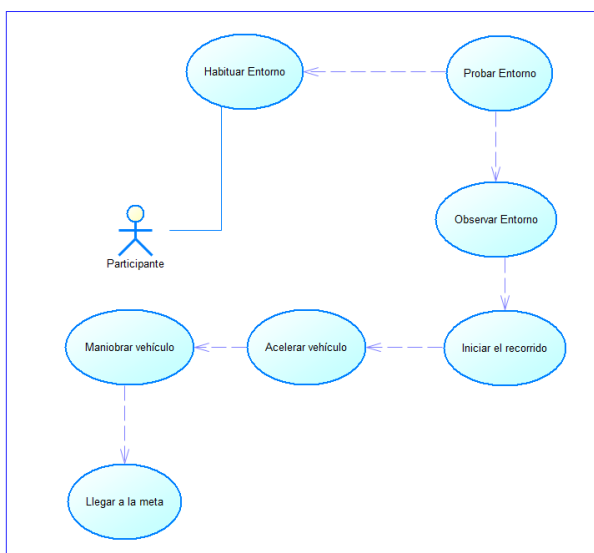 Habituar Entorno
Probar Entorno
Observar Entorno
Participante
Maniobrar vehículo
Acelerar vehículo
Iniciar el recorrido
Llegar a la meta